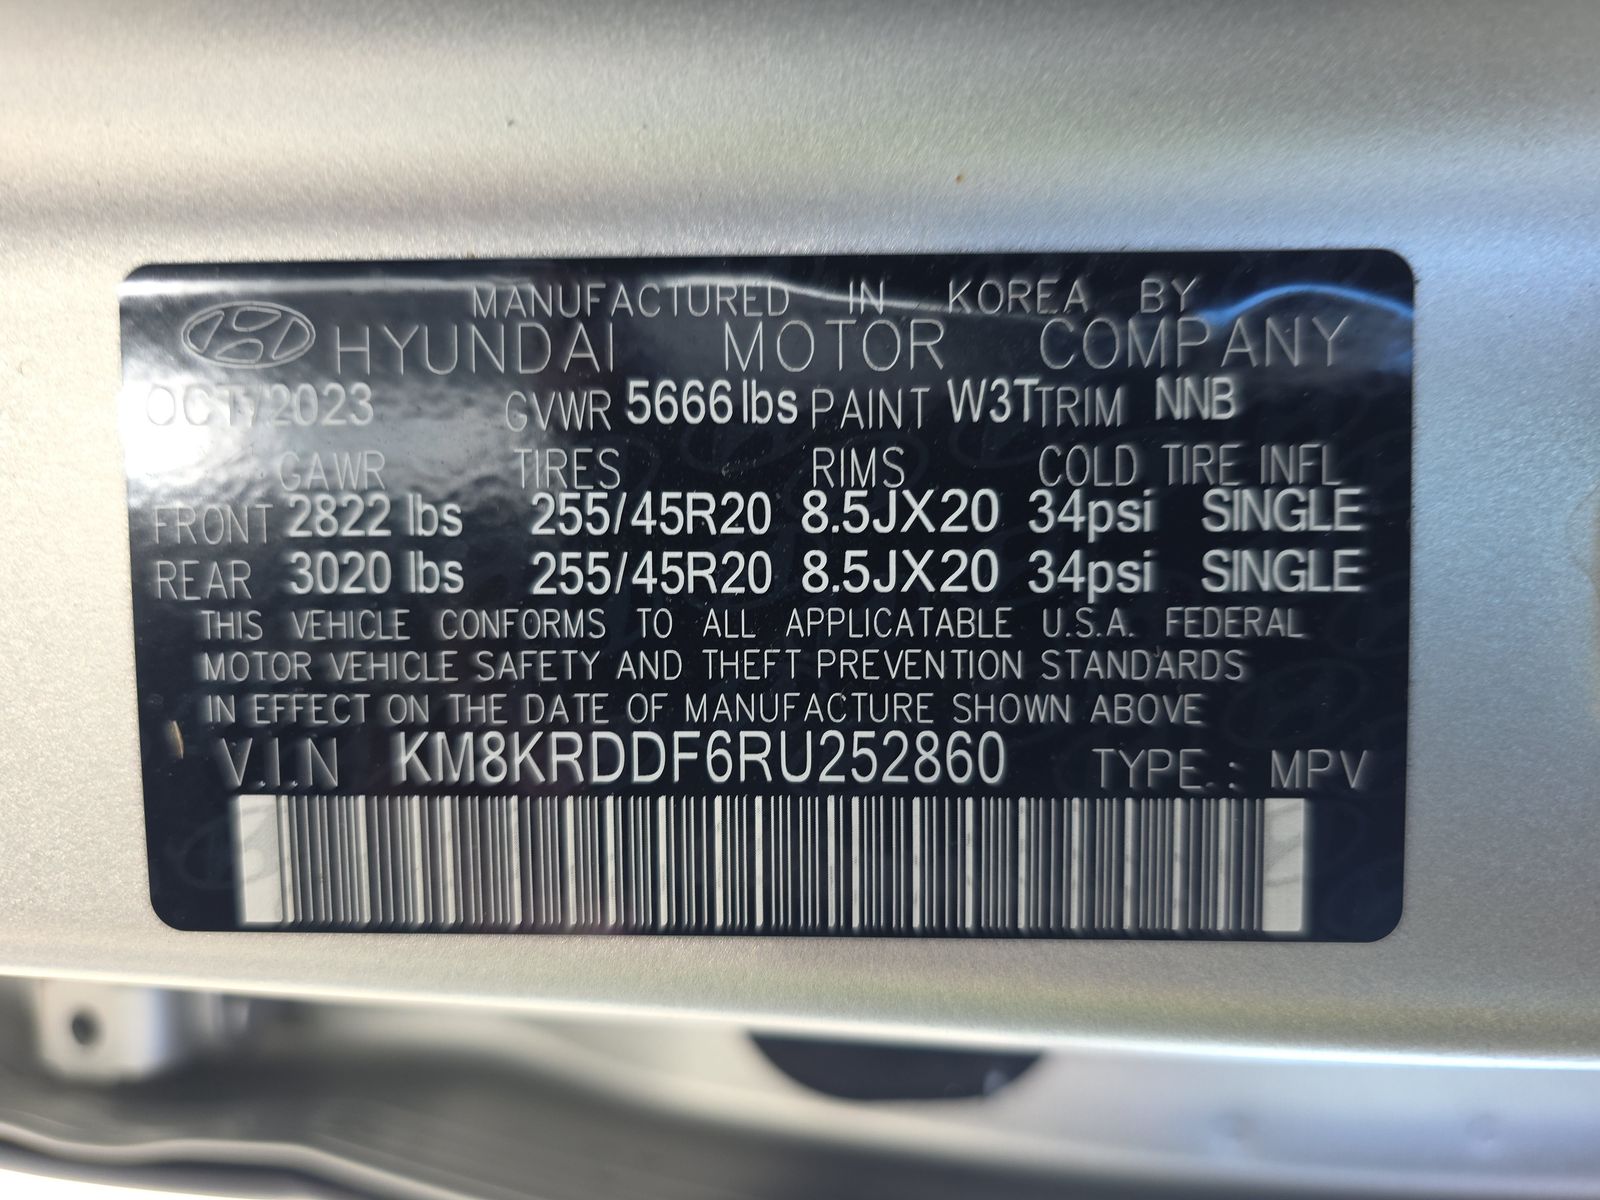 MANUFACTURED IN KOREA BY
HYUNDAI MOTOR COMPANY
OCT/2023 GVWR 5666lbs PAINT W3T TRIM NNB
GAWR TIRES RIMS COLD TIRE INFL
FRONT 2822 lbs 255/45R20 8.5JX20 34psi SINGLE
REAR 3020 lbs 255/45R20 8.5JX20 34psi SINGLE
THIS VEHICLE CONFORMS TO ALL APPLICATABLE U.S.A. FEDERAL
MOTOR VEHICLE SAFETY AND THEFT PREVENTION STANDARDS
IN EFFECT ON THE DATE OF MANUFACTURE SHOWN ABOVE
V.I.N KM8KRDDF6RU252860 TYPE.: MPV